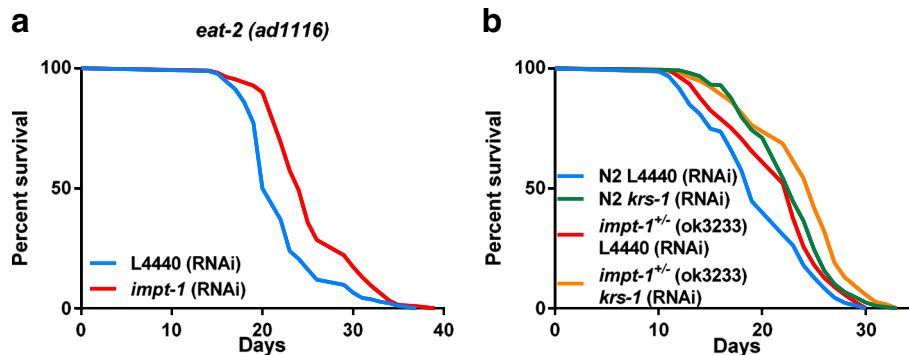 a
eat-2 (ad1116)
Percent survival
100
50
0
0 10 20 30 40
Days
L4440 (RNAi)
impt-1 (RNAi)
b
Percent survival
100
50
0
0 10 20 30
Days
N2 L4440 (RNAi)
N2 krs-1 (RNAi)
impt-1+/- (ok3233)
L4440 (RNAi)
impt-1+/- (ok3233)
krs-1 (RNAi)